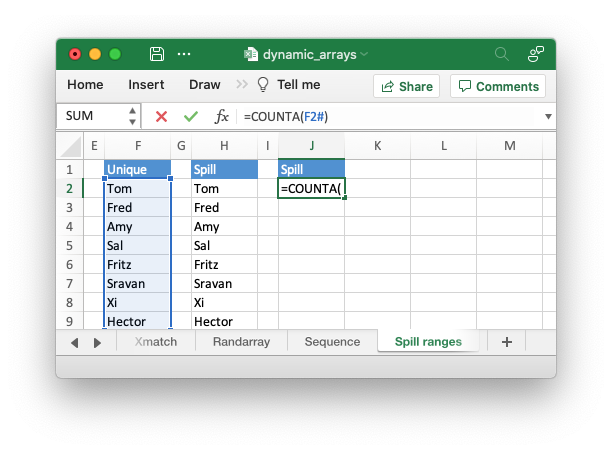 dynamic_arrays
Home Insert Draw Tell me Share Comments
SUM fx =COUNTA(F2#)
E F G H I J K L M
1 Unique Spill Spill
2 Tom Tom =COUNTA(
3 Fred Fred
4 Amy Amy
5 Sal Sal
6 Fritz Fritz
7 Sravan Sravan
8 Xi Xi
9 Hector Hector
Xmatch Randarray Sequence Spill ranges +